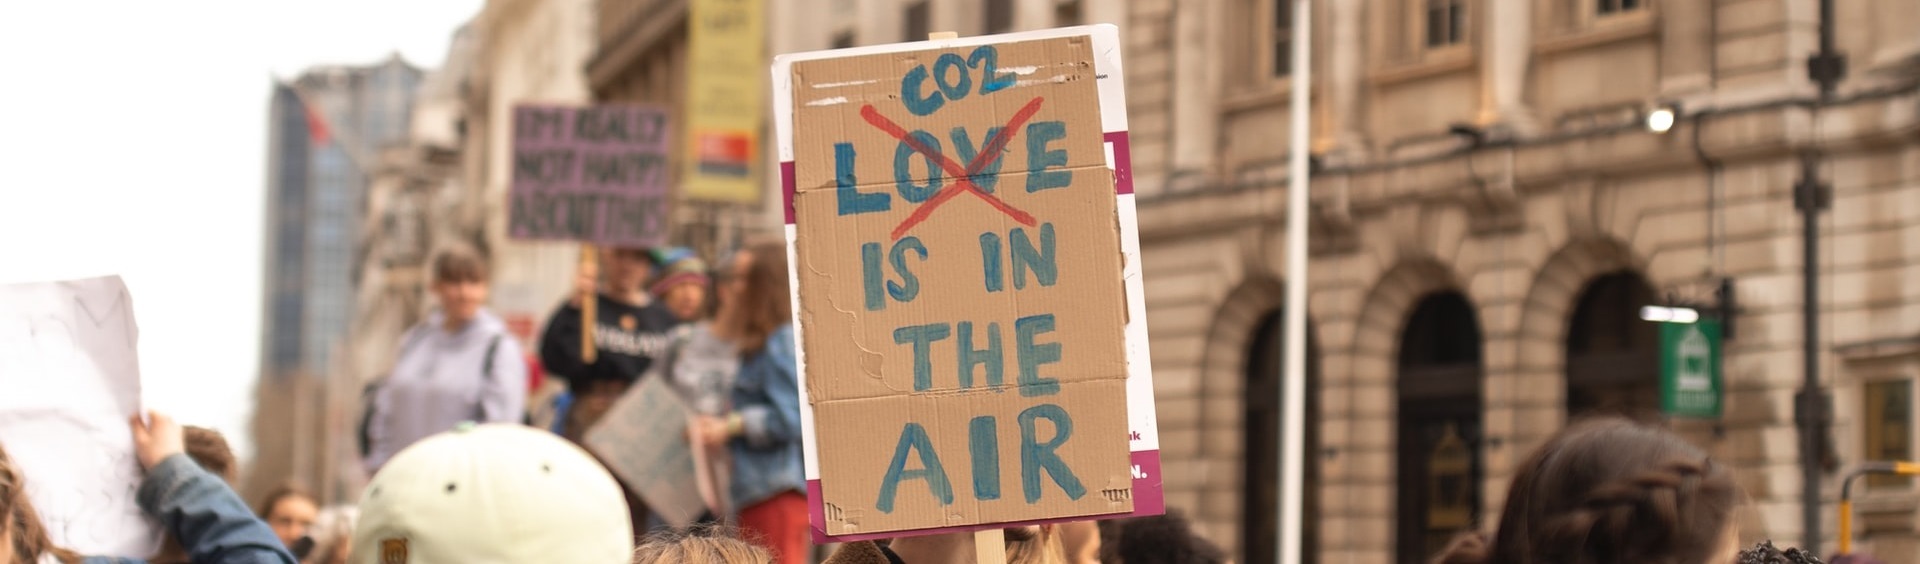 I'M REALLY
NOT HAPPY
ABOUT THIS
CO2
LOVE
IS IN
THE
AIR